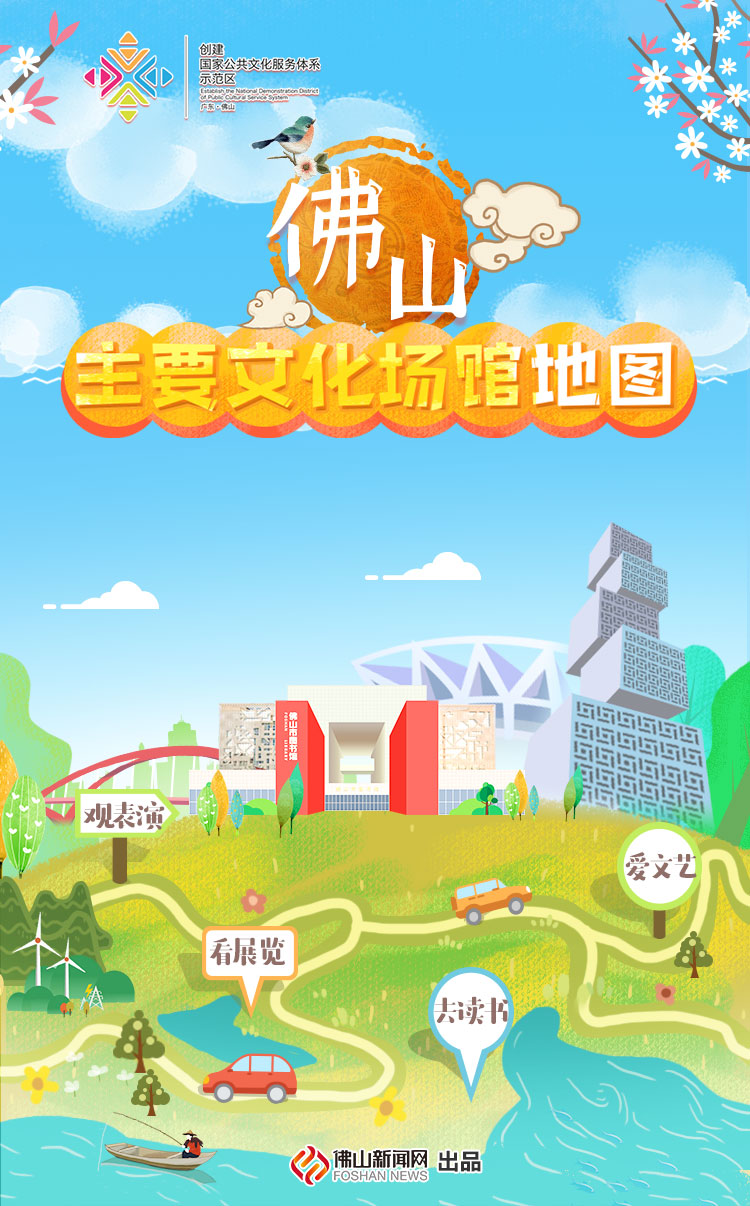 创建
国家公共文化服务体系
示范区
Establish the National Demonstration District
of Public Cultural Service System
广东·佛山
佛山
主要文化场馆地图
佛山市图书馆
观表演
爱文艺
看展览
去读书
佛山新闻网 出品
FOSHAN NEWS